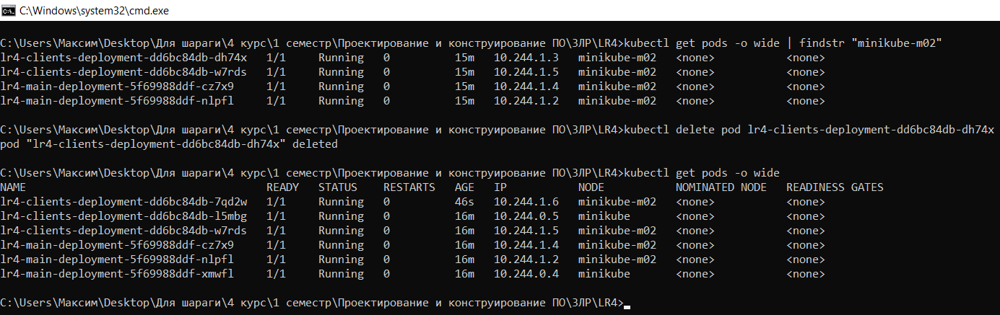 C:\Windows\system32\cmd.exe
C:\Users\Максим\Desktop\Для шараги\4 курс\1 семестр\Проектирование и конструирование ПО\ЗЛР\LR4>kubectl get pods -o wide | findstr "minikube-m02"
lr4-clients-deployment-dd6bc84db-dh74x 1/1 Running 0 15m 10.244.1.3 minikube-m02 <none> <none>
lr4-clients-deployment-dd6bc84db-w7rds 1/1 Running 0 15m 10.244.1.5 minikube-m02 <none> <none>
lr4-main-deployment-5f69988ddf-cz7x9 1/1 Running 0 15m 10.244.1.4 minikube-m02 <none> <none>
lr4-main-deployment-5f69988ddf-nlpfl 1/1 Running 0 15m 10.244.1.2 minikube-m02 <none> <none>
C:\Users\Максим\Desktop\Для шараги\4 курс\1 семестр\Проектирование и конструирование ПО\ЗЛР\LR4>kubectl delete pod lr4-clients-deployment-dd6bc84db-dh74x
pod "lr4-clients-deployment-dd6bc84db-dh74x" deleted
C:\Users\Максим\Desktop\Для шараги\4 курс\1 семестр\Проектирование и конструирование ПО\ЗЛР\LR4>kubectl get pods -o wide
NAME READY STATUS RESTARTS AGE IP NODE NOMINATED NODE READINESS GATES
lr4-clients-deployment-dd6bc84db-7qd2w 1/1 Running 0 46s 10.244.1.6 minikube-m02 <none> <none>
lr4-clients-deployment-dd6bc84db-l5mbg 1/1 Running 0 16m 10.244.0.5 minikube <none> <none>
lr4-clients-deployment-dd6bc84db-w7rds 1/1 Running 0 16m 10.244.1.5 minikube-m02 <none> <none>
lr4-main-deployment-5f69988ddf-cz7x9 1/1 Running 0 16m 10.244.1.4 minikube-m02 <none> <none>
lr4-main-deployment-5f69988ddf-nlpfl 1/1 Running 0 16m 10.244.1.2 minikube-m02 <none> <none>
lr4-main-deployment-5f69988ddf-xmwfl 1/1 Running 0 16m 10.244.0.4 minikube <none> <none>
C:\Users\Максим\Desktop\Для шараги\4 курс\1 семестр\Проектирование и конструирование ПО\ЗЛР\LR4>